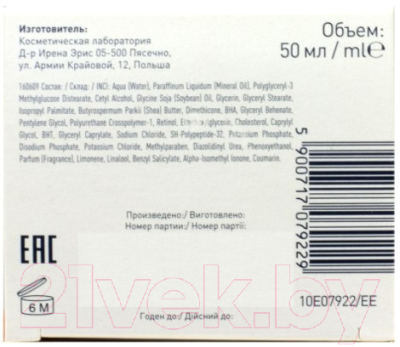 Изготовитель:
Косметическая лаборатория
Д-р Ирена Эрис 05-500 Пясечно,
ул. Армии Крайовой, 12, Польша
Объем:
50 мл / ml℮
160609 Состав: / Склад: / INCI: Aqua (Water), Paraffinum Liquidum (Mineral Oil), Polyglyceryl-3
Methylglucose Distearate, Cetyl Alcohol, Glycine Soja (Soybean) Oil, Glycerin, Glyceryl Stearate,
Isopropyl Palmitate, Butyrospermum Parkii (Shea) Butter, Dimethicone, BHA, Glyceryl Behenate,
Pentylene Glycol, Polyurethane Crosspolymer-1, Retinol, Cholesterol, Caprylyl
Glycol, BHT, Glyceryl Caprylate, Sodium Chloride, SH-Polypeptide-32, Potassium Phosphate,
Disodium Phosphate, Potassium Chloride, Methylparaben, Diazolidinyl Urea, Phenoxyethanol,
Parfum (Fragrance), Limonene, Linalool, Benzyl Salicylate, Alpha-Isomethyl Ionone, Coumarin.
5 900717 079229
Произведено:/ Виготовлено:
Номер партии:/ Номер партії:
EAC
6 M
10E07922/EE
Годен до:/ Дійсний до:
21vek.by